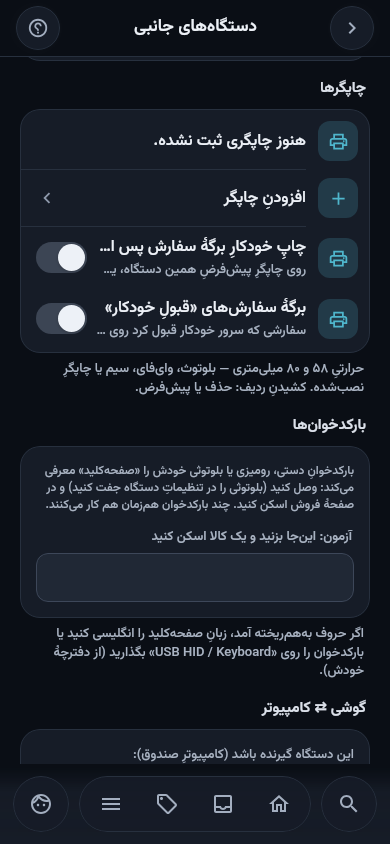 دستگاه‌های جانبی
چاپگرها
هنوز چاپگری ثبت نشده.
افزودنِ چاپگر
چاپِ خودکارِ برگهٔ سفارش پس ا...
روی چاپگرِ پیش‌فرضِ همین دستگاه، یـ...
برگهٔ سفارش‌های «قبولِ خودکار»
سفارشی که سرور خودکار قبول کرد روی ...
حرارتیِ ۵۸ و ۸۰ میلی‌متری — بلوتوث، وای‌فای، سیم یا چاپگرِ
نصب‌شده. کشیدنِ ردیف: حذف یا پیش‌فرض.
بارکدخوان‌ها
بارکدخوانِ دستی، رومیزی یا بلوتوثی خودش را «صفحه‌کلید» معرفی
می‌کند: وصل کنید (بلوتوثی را در تنظیماتِ دستگاه جفت کنید) و در
صفحهٔ فروش اسکن کنید. چند بارکدخوان هم‌زمان هم کار می‌کنند.
آزمون: این‌جا بزنید و یک کالا اسکن کنید
اگر حروف به‌هم‌ریخته آمد، زبانِ صفحه‌کلید را انگلیسی کنید یا
بارکدخوان را روی «USB HID / Keyboard» بگذارید (از دفترچهٔ
خودش).
گوشی ⇄ کامپیوتر
این دستگاه گیرنده باشد (کامپیوترِ صندوق):